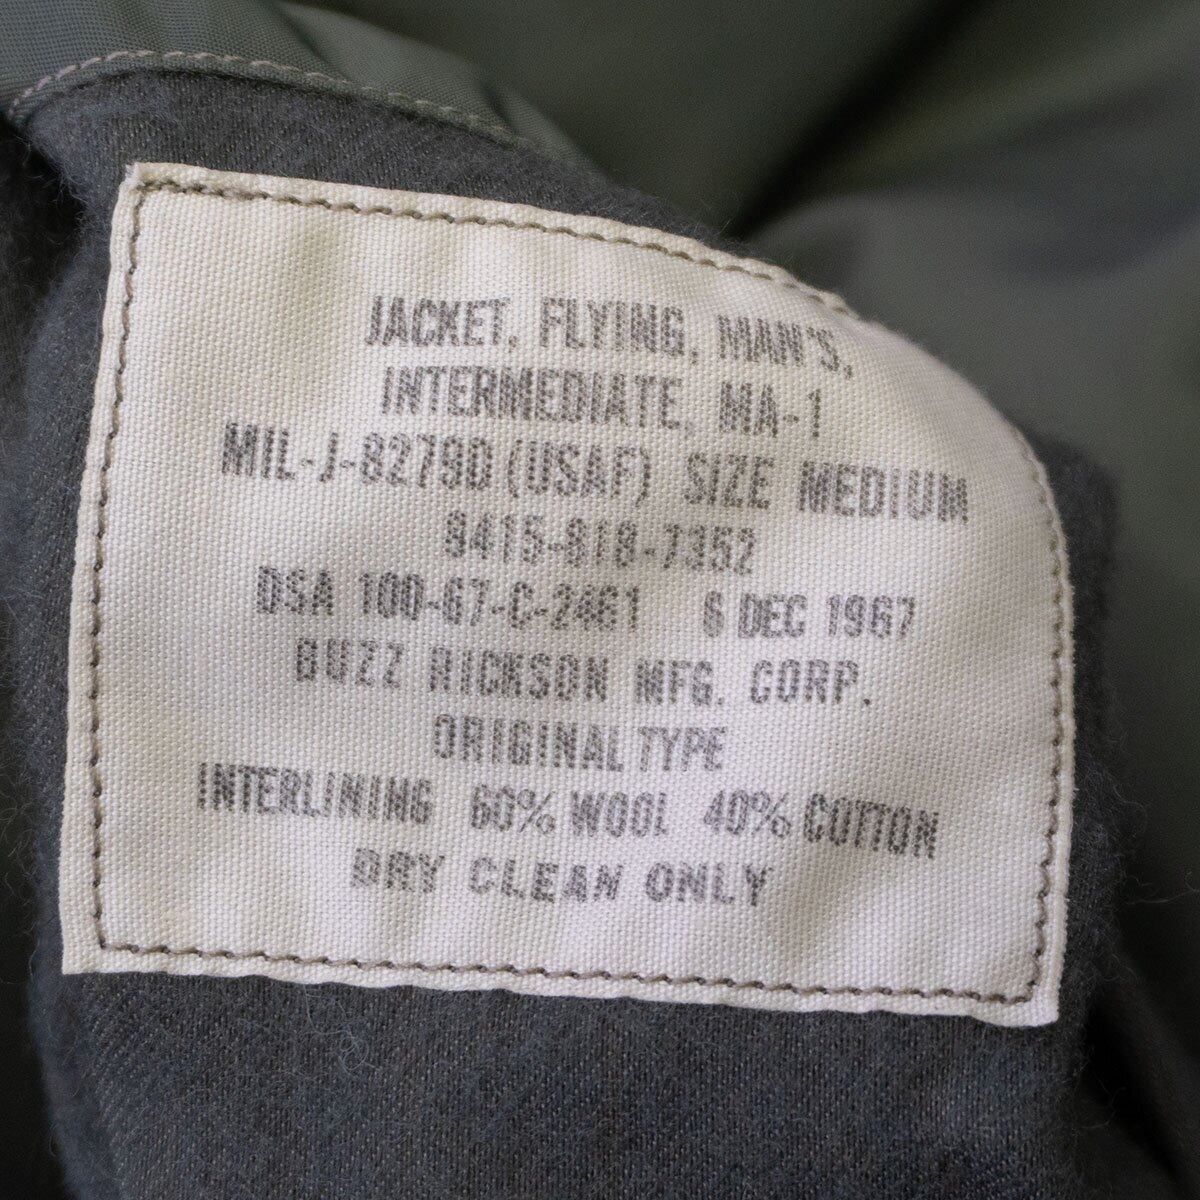 JACKET, FLYING, MAN'S,
INTERMEDIATE, MA-1
MIL-J-82790 (USAF) SIZE MEDIUM
8415-818-7352
DSA 100-67-C-2461 6 DEC 1967
BUZZ RICKSON MFG. CORP.
ORIGINAL TYPE
INTERLINING 60% WOOL 40% COTTON
DRY CLEAN ONLY